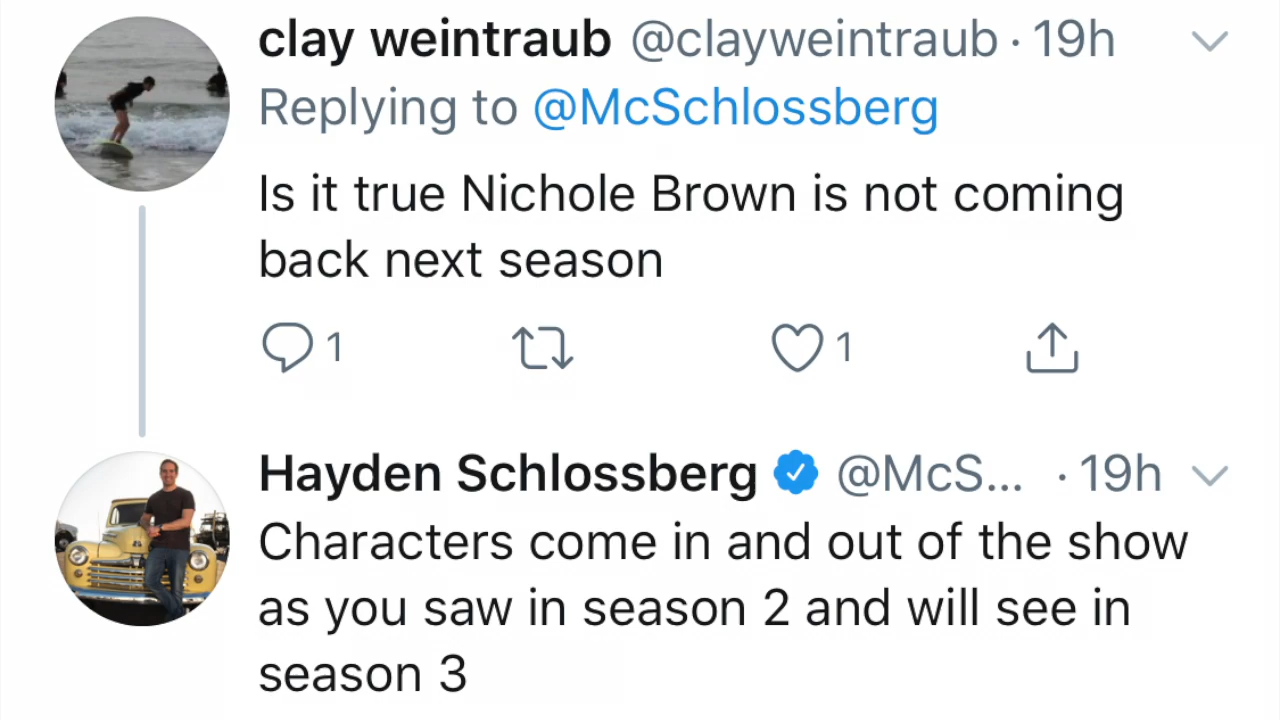 clay weintraub @clayweintraub · 19h
Replying to @McSchlossberg
Is it true Nichole Brown is not coming
back next season
1 1
Hayden Schlossberg @McS... · 19h
Characters come in and out of the show
as you saw in season 2 and will see in
season 3